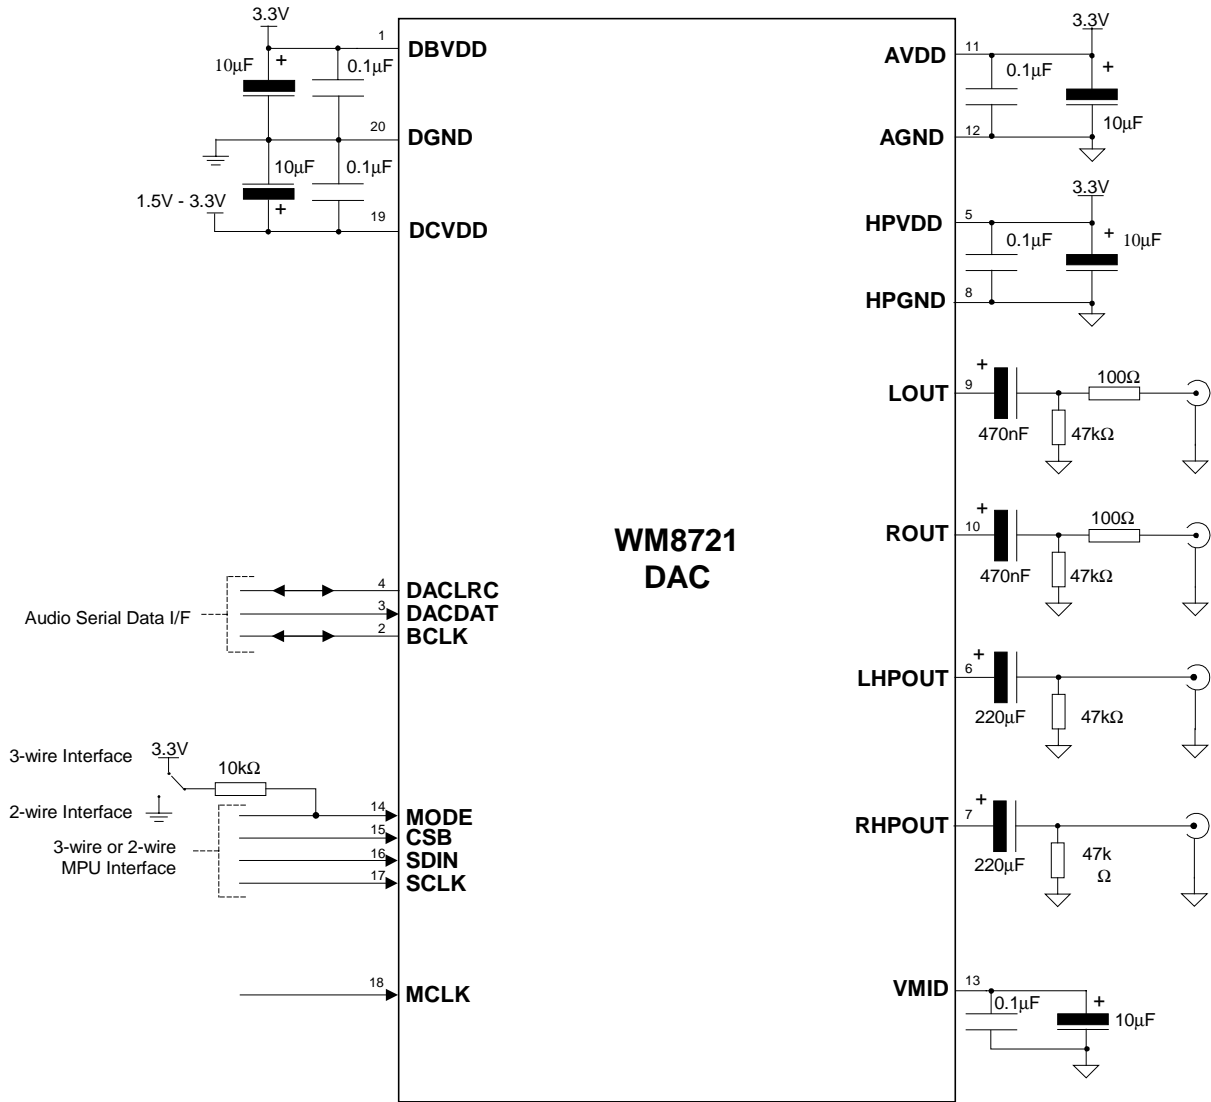 3.3V
1
DBVDD
10µF
+
0.1µF
20
DGND
10µF
0.1µF
1.5V - 3.3V
+
19
DCVDD
3.3V
11
AVDD
0.1µF
+
10µF
12
AGND
3.3V
5
HPVDD
0.1µF
+
10µF
8
HPGND
+
LOUT
9
100Ω
470nF
47kΩ
+
ROUT
10
100Ω
470nF
47kΩ
WM8721
DAC
4
DACLRC
3
DACDAT
2
BCLK
Audio Serial Data I/F
+
LHPOUT
6
220µF
47kΩ
3-wire Interface
3.3V
10kΩ
2-wire Interface
14
MODE
15
CSB
16
SDIN
17
SCLK
3-wire or 2-wire
MPU Interface
+
RHPOUT
7
220µF
47k
Ω
18
MCLK
VMID
13
0.1µF
+
10µF